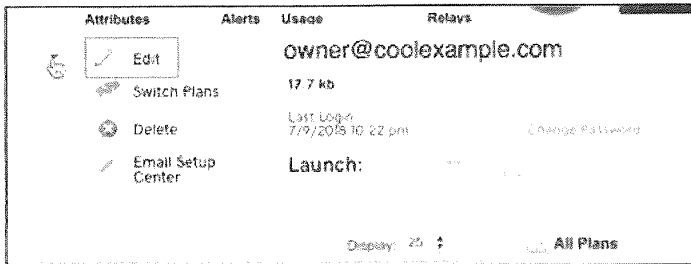 Attributes Alerts Usage Relays
Edit
owner@coolexample.com
Switch Plans
17.7 kb
Delete
Last Login
7/9/2018 10:22 pm
Change Password
Email Setup
Center
Launch:
Display: 25
All Plans